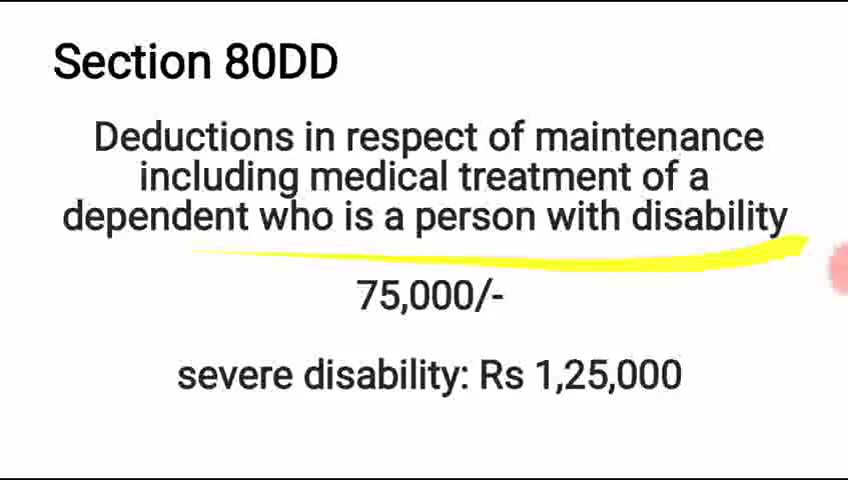 Section 80DD
Deductions in respect of maintenance
including medical treatment of a
dependent who is a person with disability
75,000/-
severe disability: Rs 1,25,000